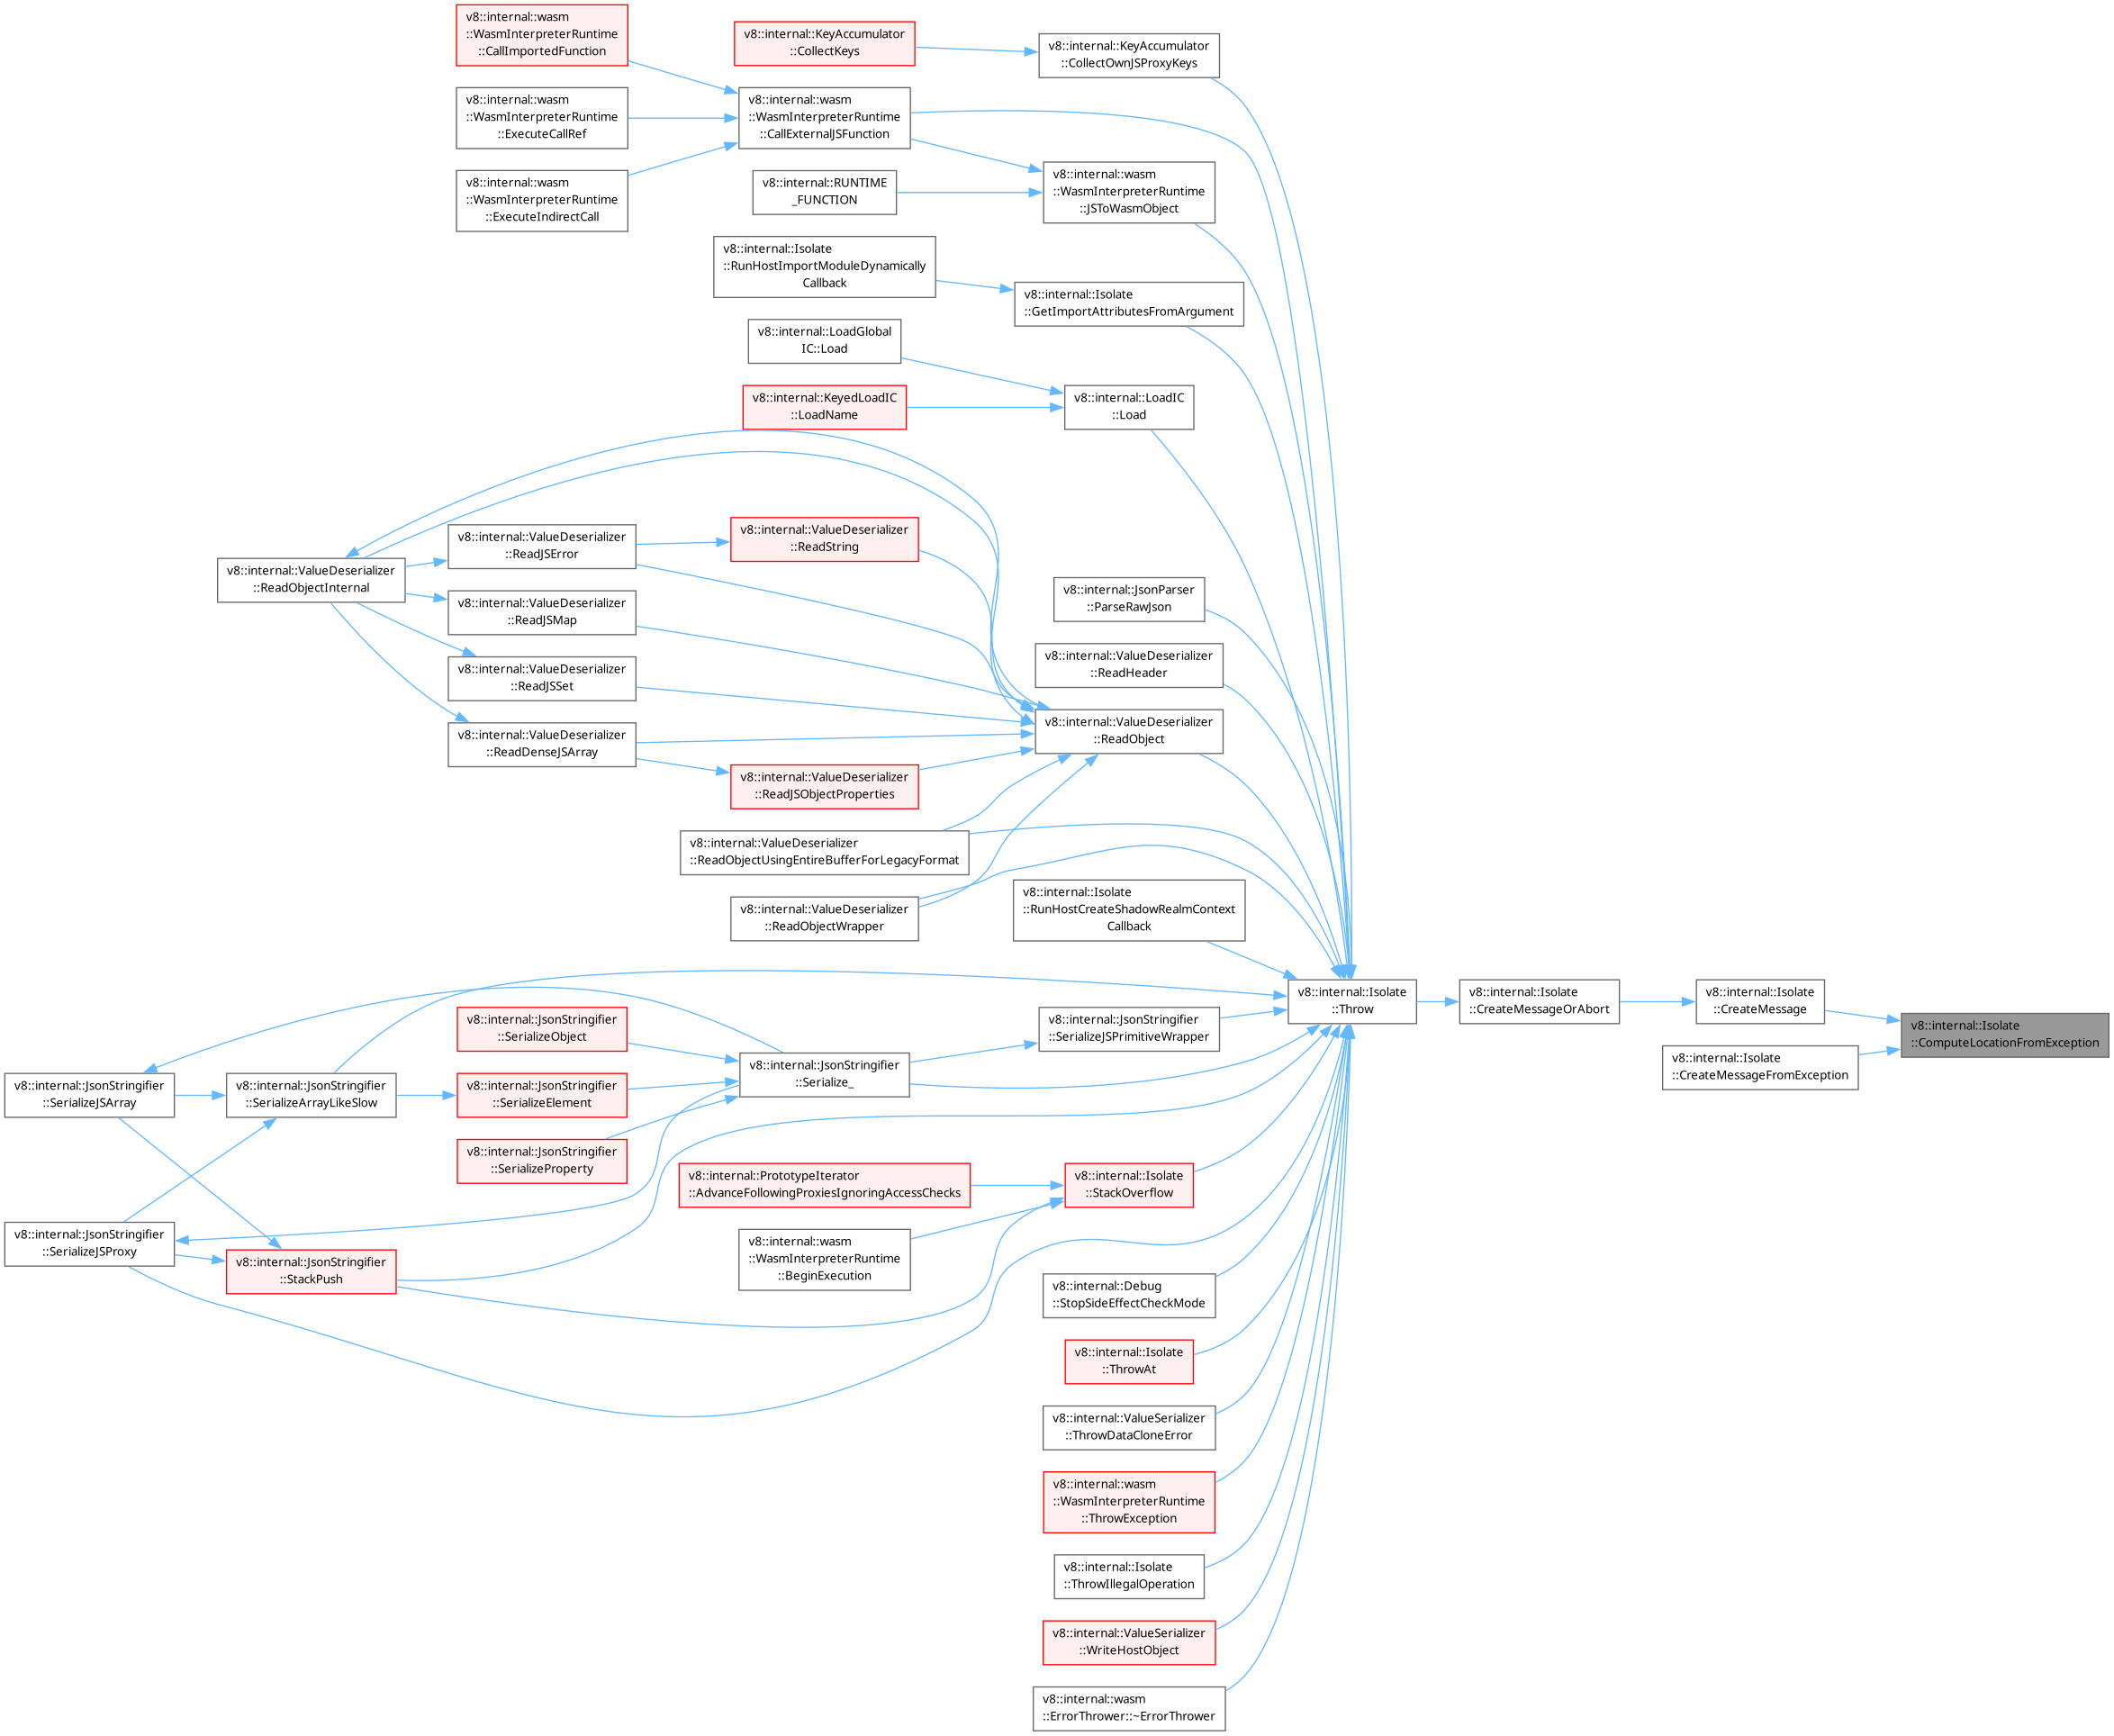 v8::internal::wasm
::WasmInterpreterRuntime
::CallImportedFunction
v8::internal::KeyAccumulator
::CollectKeys
v8::internal::KeyAccumulator
::CollectOwnJSProxyKeys
v8::internal::wasm
::WasmInterpreterRuntime
::ExecuteCallRef
v8::internal::wasm
::WasmInterpreterRuntime
::CallExternalJSFunction
v8::internal::wasm
::WasmInterpreterRuntime
::ExecuteIndirectCall
v8::internal::RUNTIME
_FUNCTION
v8::internal::wasm
::WasmInterpreterRuntime
::JSToWasmObject
v8::internal::Isolate
::RunHostImportModuleDynamically
Callback
v8::internal::Isolate
::GetImportAttributesFromArgument
v8::internal::LoadGlobal
IC::Load
v8::internal::KeyedLoadIC
::LoadName
v8::internal::LoadIC
::Load
v8::internal::ValueDeserializer
::ReadObjectInternal
v8::internal::ValueDeserializer
::ReadJSError
v8::internal::ValueDeserializer
::ReadString
v8::internal::ValueDeserializer
::ReadJSMap
v8::internal::JsonParser
::ParseRawJson
v8::internal::ValueDeserializer
::ReadJSSet
v8::internal::ValueDeserializer
::ReadHeader
v8::internal::ValueDeserializer
::ReadDenseJSArray
v8::internal::ValueDeserializer
::ReadObject
v8::internal::ValueDeserializer
::ReadJSObjectProperties
v8::internal::ValueDeserializer
::ReadObjectUsingEntireBufferForLegacyFormat
v8::internal::ValueDeserializer
::ReadObjectWrapper
v8::internal::Isolate
::RunHostCreateShadowRealmContext
Callback
v8::internal::Isolate
::Throw
v8::internal::Isolate
::CreateMessageOrAbort
v8::internal::Isolate
::CreateMessage
v8::internal::Isolate
::ComputeLocationFromException
v8::internal::Isolate
::CreateMessageFromException
v8::internal::JsonStringifier
::SerializeObject
v8::internal::JsonStringifier
::SerializeJSPrimitiveWrapper
v8::internal::JsonStringifier
::SerializeJSArray
v8::internal::JsonStringifier
::SerializeArrayLikeSlow
v8::internal::JsonStringifier
::SerializeElement
v8::internal::JsonStringifier
::Serialize_
v8::internal::JsonStringifier
::SerializeProperty
v8::internal::PrototypeIterator
::AdvanceFollowingProxiesIgnoringAccessChecks
v8::internal::Isolate
::StackOverflow
v8::internal::JsonStringifier
::SerializeJSProxy
v8::internal::JsonStringifier
::StackPush
v8::internal::wasm
::WasmInterpreterRuntime
::BeginExecution
v8::internal::Debug
::StopSideEffectCheckMode
v8::internal::Isolate
::ThrowAt
v8::internal::ValueSerializer
::ThrowDataCloneError
v8::internal::wasm
::WasmInterpreterRuntime
::ThrowException
v8::internal::Isolate
::ThrowIllegalOperation
v8::internal::ValueSerializer
::WriteHostObject
v8::internal::wasm
::ErrorThrower::~ErrorThrower